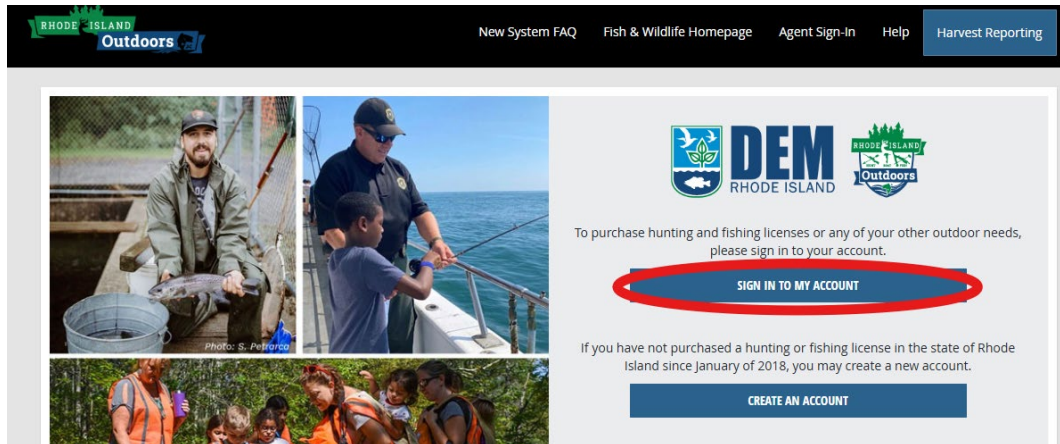 RHODE ISLAND
Outdoors
New System FAQ Fish & Wildlife Homepage Agent Sign-In Help Harvest Reporting
Photo: S. Petrarca
DEM
RHODE ISLAND
RHODE ISLAND
Outdoors
To purchase hunting and fishing licenses or any of your other outdoor needs,
please sign in to your account.
SIGN IN TO MY ACCOUNT
If you have not purchased a hunting or fishing license in the state of Rhode
Island since January of 2018, you may create a new account.
CREATE AN ACCOUNT